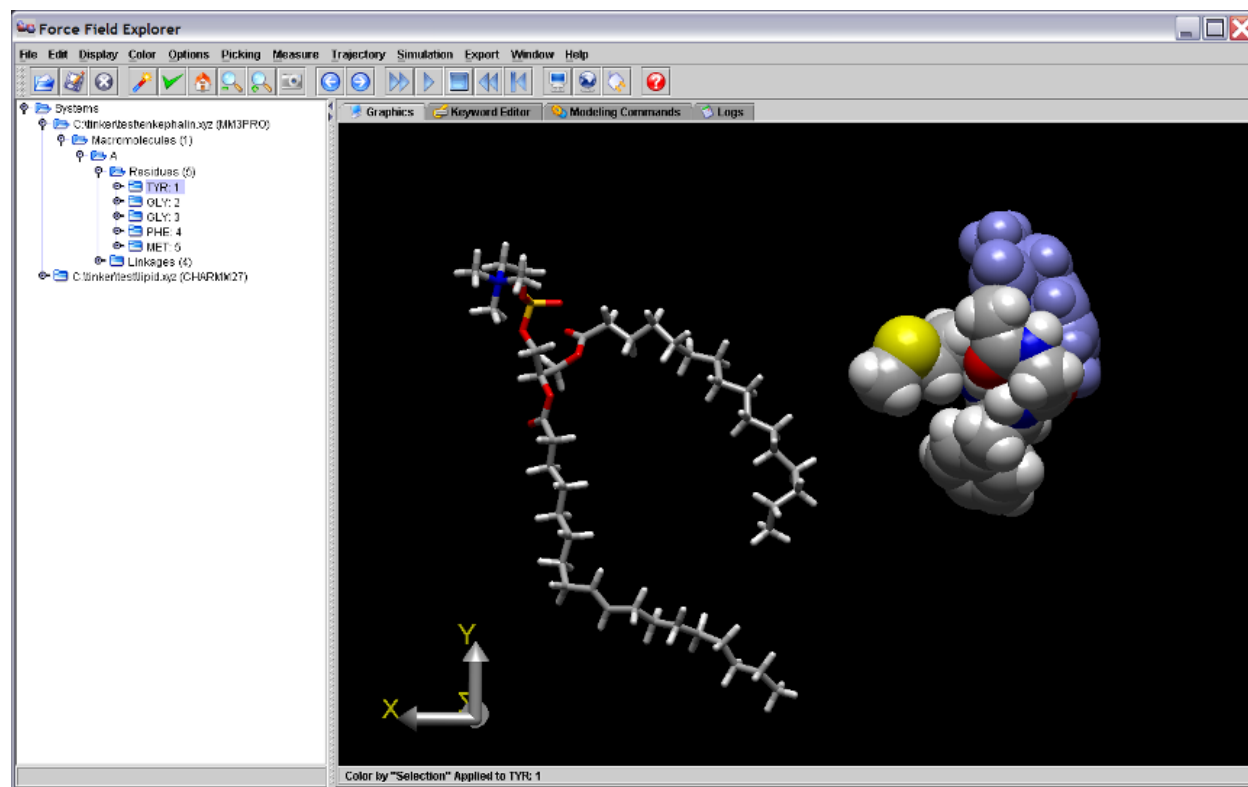 Force Field Explorer
File Edit Display Color Options Picking Measure Trajectory Simulation Export Window Help
Systems
C:\tinker\test\enkephalin.xyz (MM3PRO)
Macromolecules (1)
A
Residues (5)
TYR: 1
GLY: 2
GLY: 3
PHE: 4
MET: 5
Linkages (4)
C:\tinker\test\lipid.xyz (CHARMM27)
Graphics Keyword Editor Modeling Commands Logs
Y
X Z
Color by "Selection" Applied to TYR: 1